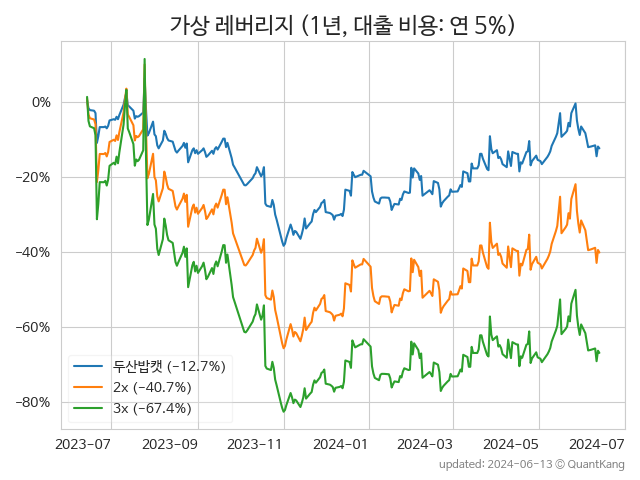 가상 레버리지 (1년, 대출 비용: 연 5%)
0%
−20%
−40%
−60%
−80%
두산밥캣 (−12.7%)
2x (−40.7%)
3x (−67.4%)
2023-07 2023-09 2023-11 2024-01 2024-03 2024-05 2024-07
updated: 2024-06-13 © QuantKang